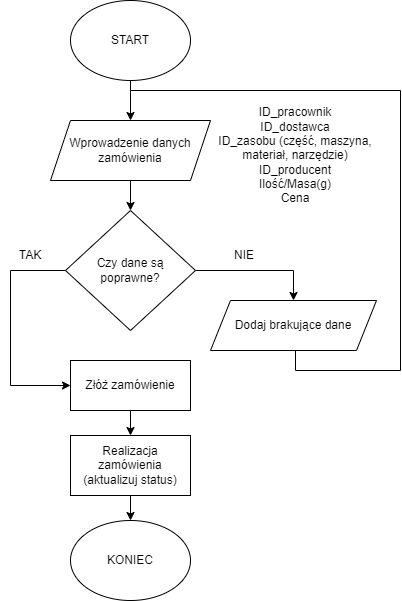 START
ID_pracownik
ID_dostawca
ID_zasobu (część, maszyna,
materiał, narzędzie)
ID_producent
Ilość/Masa(g)
Cena
Wprowadzenie danych
zamówienia
TAK
Czy dane są
poprawne?
NIE
Dodaj brakujące dane
Złóż zamówienie
Realizacja
zamówienia
(aktualizuj status)
KONIEC